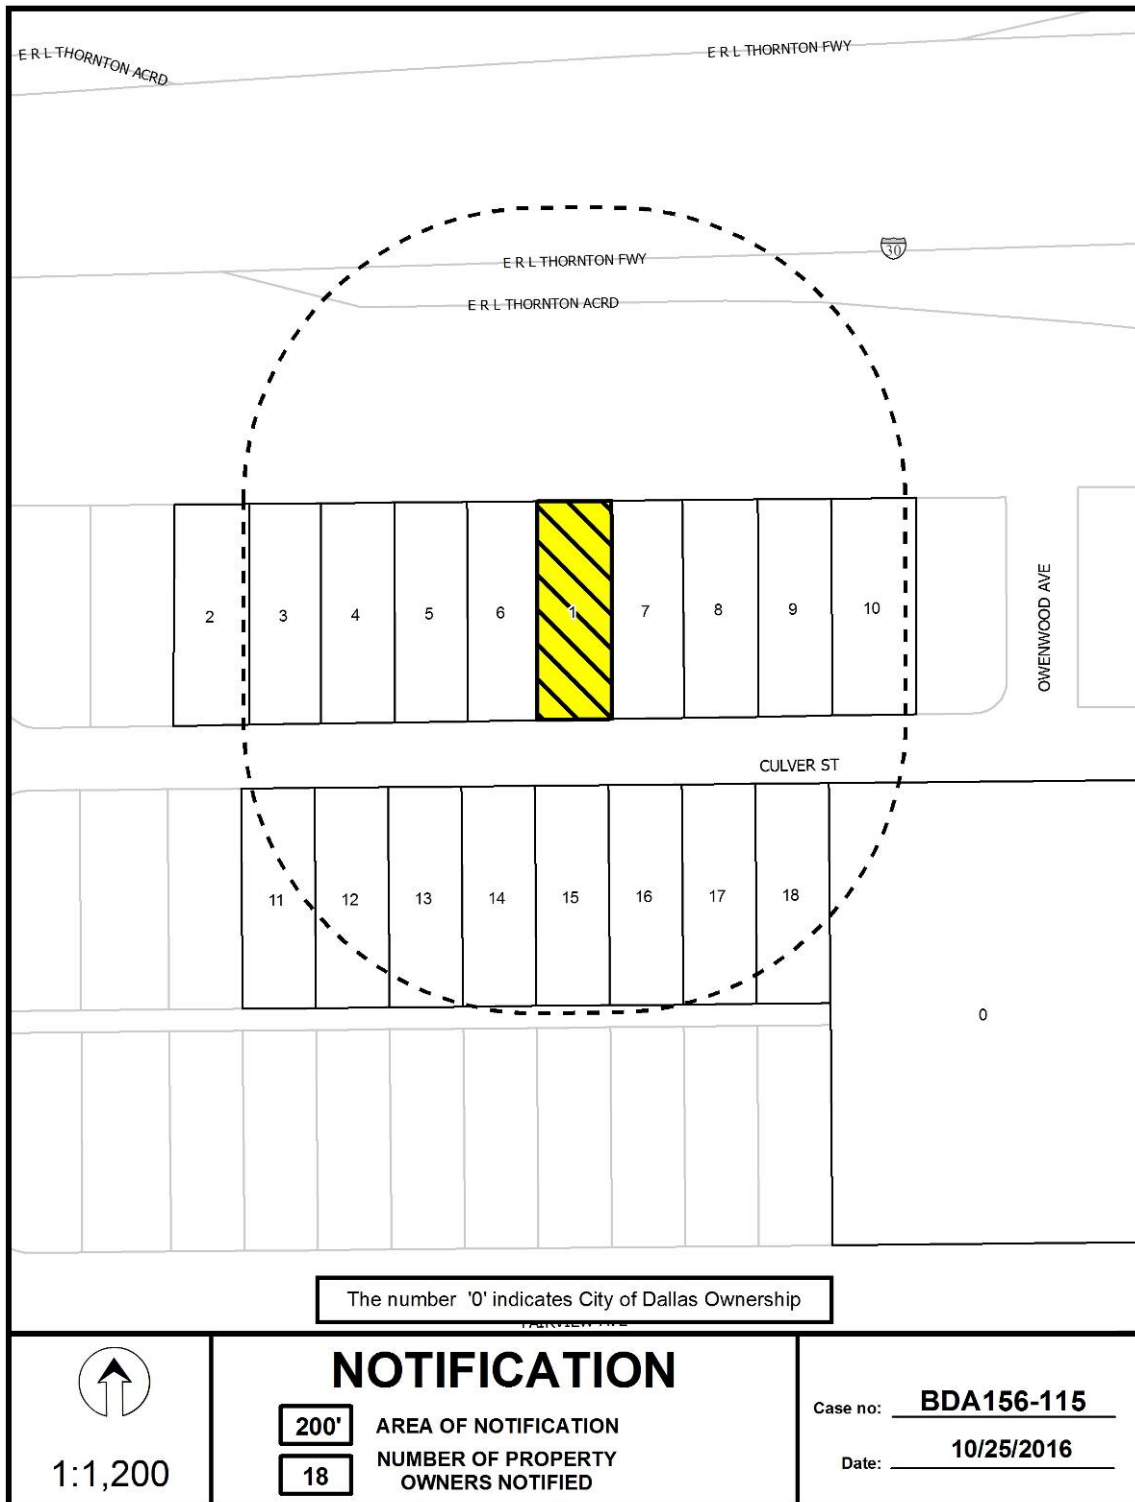 E R L THORNTON ACRD
E R L THORNTON FWY
E R L THORNTON FWY
30
E R L THORNTON ACRD
2
3
4
5
6
1
7
8
9
10
OWENWOOD AVE
CULVER ST
11
12
13
14
15
16
17
18
0
The number '0' indicates City of Dallas Ownership
1:1,200
NOTIFICATION
200' AREA OF NOTIFICATION
18 NUMBER OF PROPERTY
OWNERS NOTIFIED
Case no: BDA156-115
Date: 10/25/2016